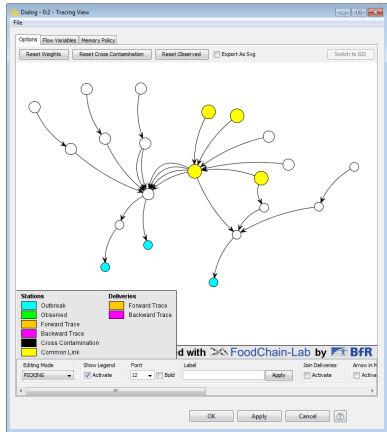 Dialog - 0:2 - Tracing View
File
Options Flow Variables Memory Policy
Reset Weights Reset Cross Contamination Reset Observed Export As Svg Switch to GIS
Stations Deliveries
Outbreak Forward Trace
Observed Backward Trace
Forward Trace
Backward Trace
Cross Contamination
Common Link
d with FoodChain-Lab by BfR
Editing Mode Show Legend Font Label Join Deliveries Arrow in M
PICKING Activate 12 Bold Apply Activate Activa
OK Apply Cancel ?